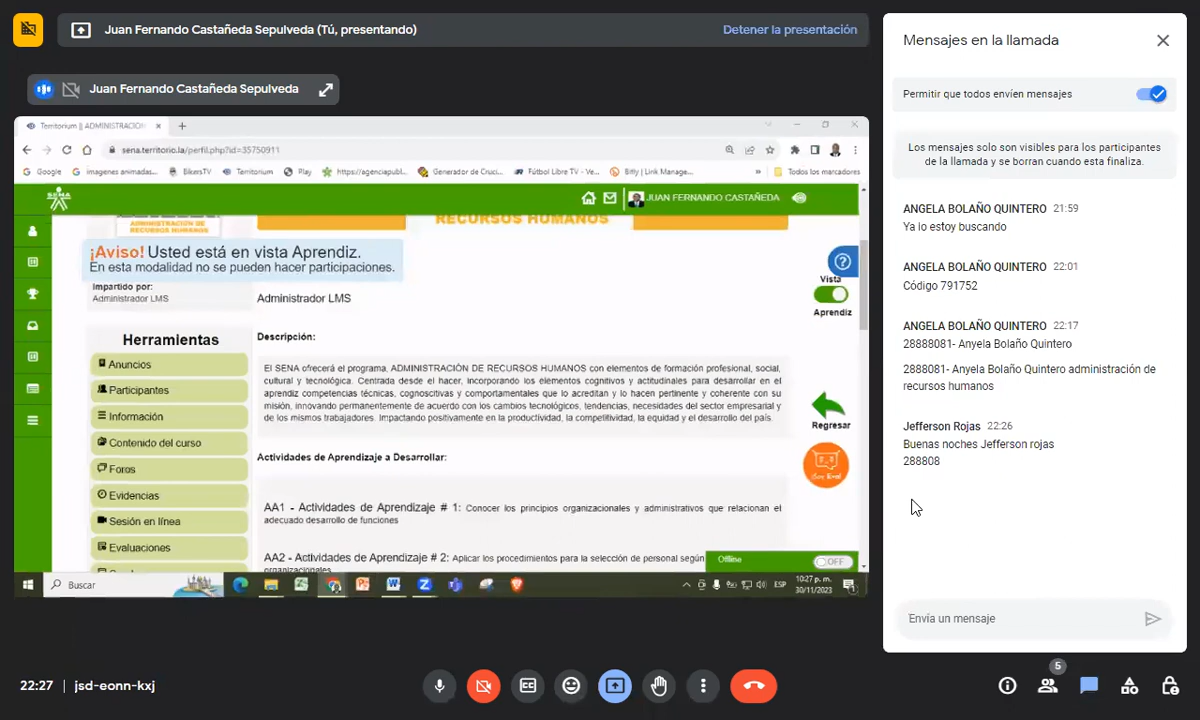 Juan Fernando Castañeda Sepulveda (Tú, presentando)
Detener la presentación
Juan Fernando Castañeda Sepulveda
Territorium || ADMINISTRACION
sena.territorio.la/perfil.php?id=35750911
Google
imagenes animadas...
BikersTV
Territorium
Play
https://agenciapubl...
Generador de Cruci...
Fútbol Libre TV - Ve...
Bitly | Link Manage...
»
Todos los marcadores
SENA
JUAN FERNANDO CASTAÑEDA
ADMINISTRACIÓN DE
RECURSOS HUMANOS
RECURSOS HUMANOS
¡Aviso! Usted está en vista Aprendiz.
En esta modalidad no se pueden hacer participaciones.
Vista
Aprendiz
Impartido por:
Administrador LMS
Administrador LMS
Herramientas
Anuncios
Participantes
Información
Contenido del curso
Foros
Evidencias
Sesión en línea
Evaluaciones
Descripción:
El SENA ofrecerá el programa, ADMINISTRACIÓN DE RECURSOS HUMANOS con elementos de formación profesional, social,
cultural y tecnológica. Centrada desde el hacer, incorporando los elementos cognitivos y actitudinales para desarrollar en el
aprendiz competencias técnicas, cognoscitivas y comportamentales que lo acreditan y lo hacen pertinente y coherente con su
misión, innovando permanentemente de acuerdo con los cambios tecnológicos, tendencias, necesidades del sector empresarial y
de los mismos trabajadores. Impactando positivamente en la productividad, la competitividad, la equidad y el desarrollo del país.
Regresar
Actividades de Aprendizaje a Desarrollar:
AA1 - Actividades de Aprendizaje # 1: Conocer los principios organizacionales y administrativos que relacionan el
adecuado desarrollo de funciones
AA2 - Actividades de Aprendizaje # 2: Aplicar los procedimientos para la selección de personal según
organizacionales.
Offline
OFF
Buscar
ESP
10:27 p. m.
30/11/2023
22:27 | jsd-eonn-kxj
Mensajes en la llamada
Permitir que todos envíen mensajes
Los mensajes solo son visibles para los participantes
de la llamada y se borran cuando esta finaliza.
ANGELA BOLAÑO QUINTERO 21:59
Ya lo estoy buscando
ANGELA BOLAÑO QUINTERO 22:01
Código 791752
ANGELA BOLAÑO QUINTERO 22:17
28888081- Anyela Bolaño Quintero
2888081- Anyela Bolaño Quintero administración de
recursos humanos
Jefferson Rojas 22:26
Buenas noches Jefferson rojas
288808
Envía un mensaje
5